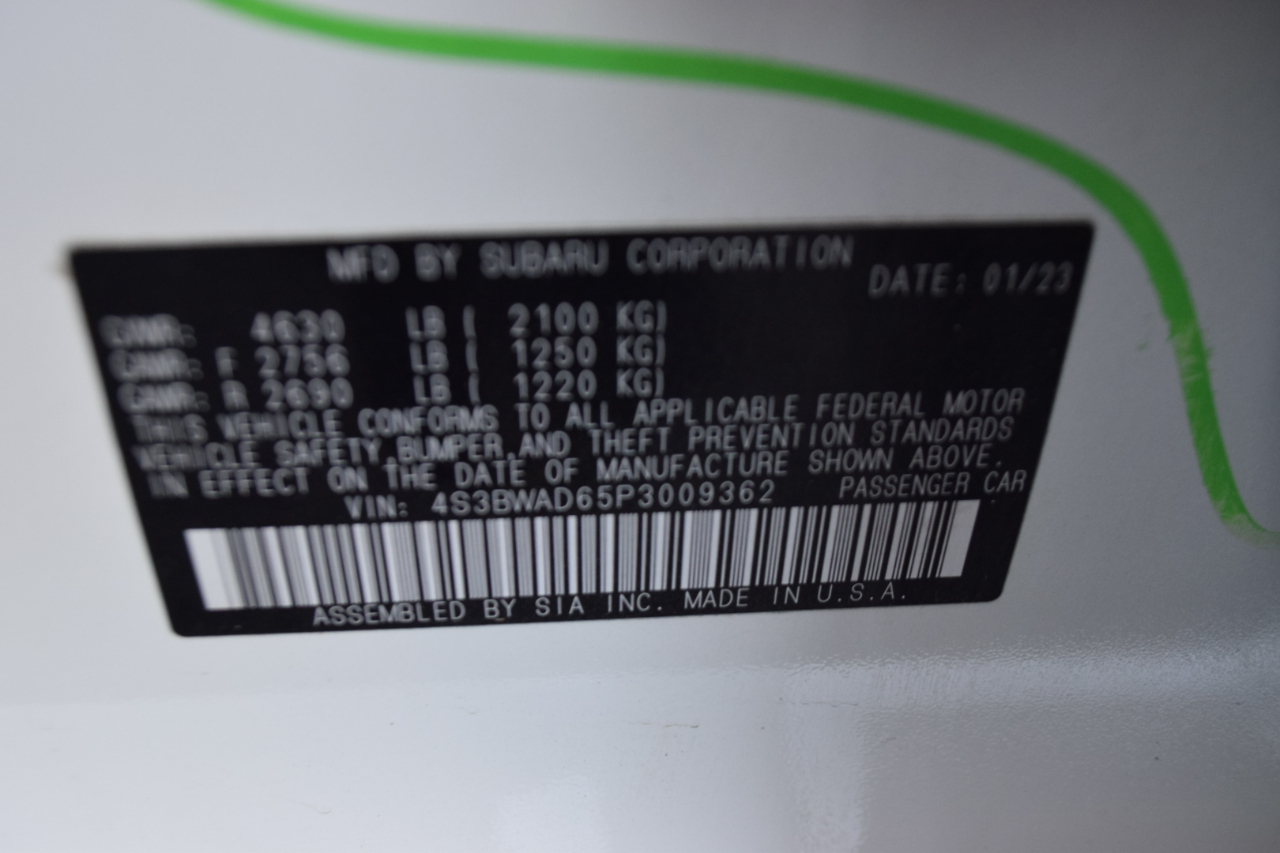 MFD BY SUBARU CORPORATION
DATE: 01/23
GVWR: 4630 LB ( 2100 KG)
GAWR: F 2756 LB ( 1250 KG)
GAWR: R 2690 LB ( 1220 KG)
THIS VEHICLE CONFORMS TO ALL APPLICABLE FEDERAL MOTOR
VEHICLE SAFETY,BUMPER,AND THEFT PREVENTION STANDARDS
IN EFFECT ON THE DATE OF MANUFACTURE SHOWN ABOVE.
VIN: 4S3BWAD65P3009362 PASSENGER CAR
ASSEMBLED BY SIA INC. MADE IN U.S.A.